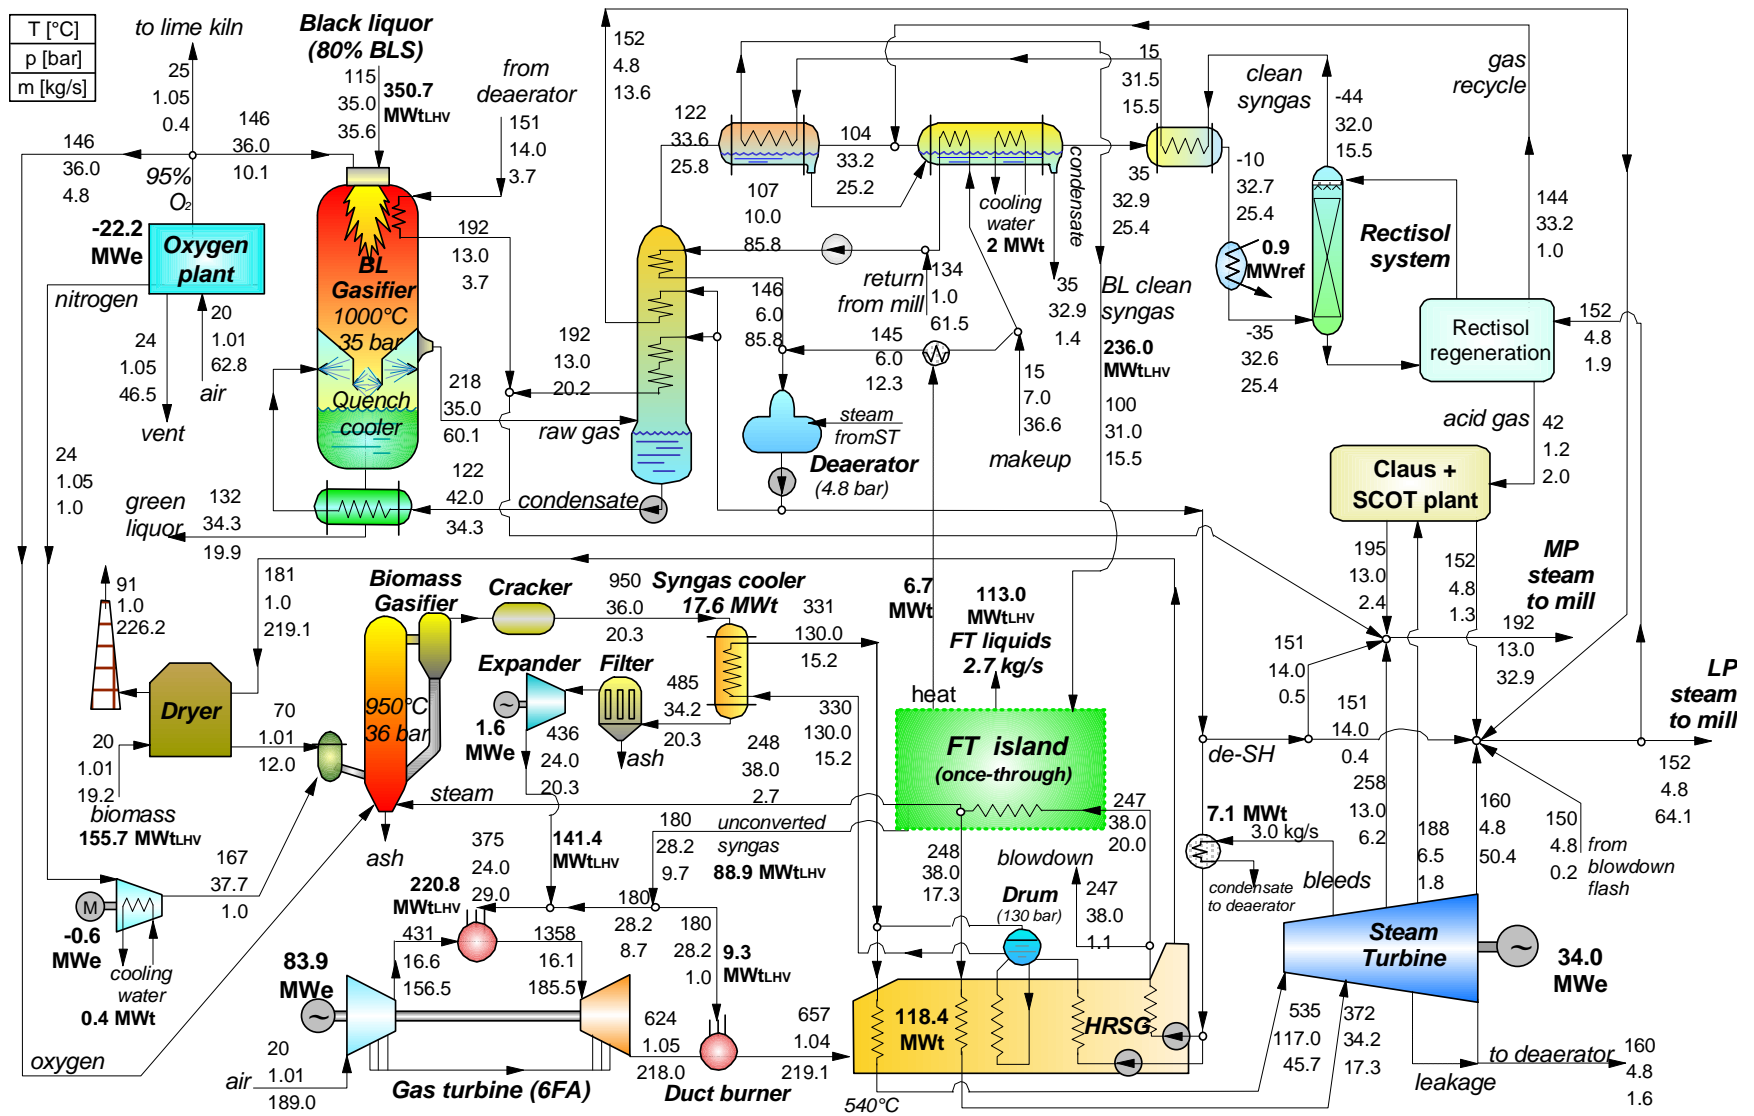 T [°C]
p [bar]
m [kg/s]
to lime kiln
25
1.05
0.4
Black liquor
(80% BLS)
115
35.0
35.6
350.7
MWtLHV
from
deaerator
151
14.0
3.7
146
36.0
4.8
146
36.0
10.1
95%
O2
-22.2
MWe
Oxygen
plant
nitrogen
24
1.05
46.5
vent
20
1.01
62.8
air
24
1.05
1.0
BL
Gasifier
1000°C
35 bar
Quench
cooler
192
13.0
3.7
218
35.0
60.1
raw gas
192
13.0
20.2
122
42.0
34.3
condensate
green
liquor
132
34.3
19.9
152
4.8
13.6
122
33.6
25.8
104
33.2
25.2
107
10.0
85.8
return
from mill
134
1.0
61.5
146
6.0
85.8
145
6.0
12.3
steam
fromST
Deaerator
(4.8 bar)
cooling
water
2 MWt
condensate
35
32.9
1.4
15
7.0
36.6
makeup
BL clean
syngas
236.0
MWtLHV
100
31.0
15.5
15
31.5
15.5
35
32.9
25.4
clean
syngas
-10
32.7
25.4
0.9
MWref
-35
32.6
25.4
-44
32.0
15.5
Rectisol
system
gas
recycle
144
33.2
1.0
Rectisol
regeneration
152
4.8
1.9
acid gas
42
1.2
2.0
Claus +
SCOT plant
195
13.0
2.4
152
4.8
1.3
MP
steam
to mill
192
13.0
32.9
LP
steam
to mill
152
4.8
64.1
151
14.0
0.5
151
14.0
0.4
de-SH
258
13.0
6.2
188
6.5
1.8
160
4.8
50.4
150
4.8
0.2
from
blowdown
flash
7.1 MWt
3.0 kg/s
condensate
to deaerator
bleeds
Steam
Turbine
34.0
MWe
535
117.0
45.7
372
34.2
17.3
leakage
to deaerator
160
4.8
1.6
91
1.0
226.2
181
1.0
219.1
Dryer
20
1.01
19.2
biomass
155.7 MWtLHV
70
1.01
12.0
Biomass
Gasifier
950°C
36 bar
ash
steam
Cracker
950
36.0
20.3
Syngas cooler
17.6 MWt
331
130.0
15.2
330
130.0
15.2
Expander
1.6
MWe
436
24.0
20.3
Filter
ash
485
34.2
20.3
248
38.0
2.7
6.7
MWt
heat
113.0
MWtLHV
FT liquids
2.7 kg/s
FT island
(once-through)
247
38.0
20.0
248
38.0
17.3
blowdown
247
38.0
1.1
Drum
(130 bar)
HRSG
118.4
MWt
540°C
180
28.2
9.7
unconverted
syngas
88.9 MWtLHV
141.4
MWtLHV
375
24.0
29.0
220.8
MWtLHV
180
28.2
8.7
180
28.2
1.0
9.3
MWtLHV
431
16.6
156.5
1358
16.1
185.5
83.9
MWe
20
1.01
189.0
air
Gas turbine (6FA)
624
1.05
218.0
Duct burner
657
1.04
219.1
M
-0.6
MWe
cooling
water
0.4 MWt
167
37.7
1.0
oxygen